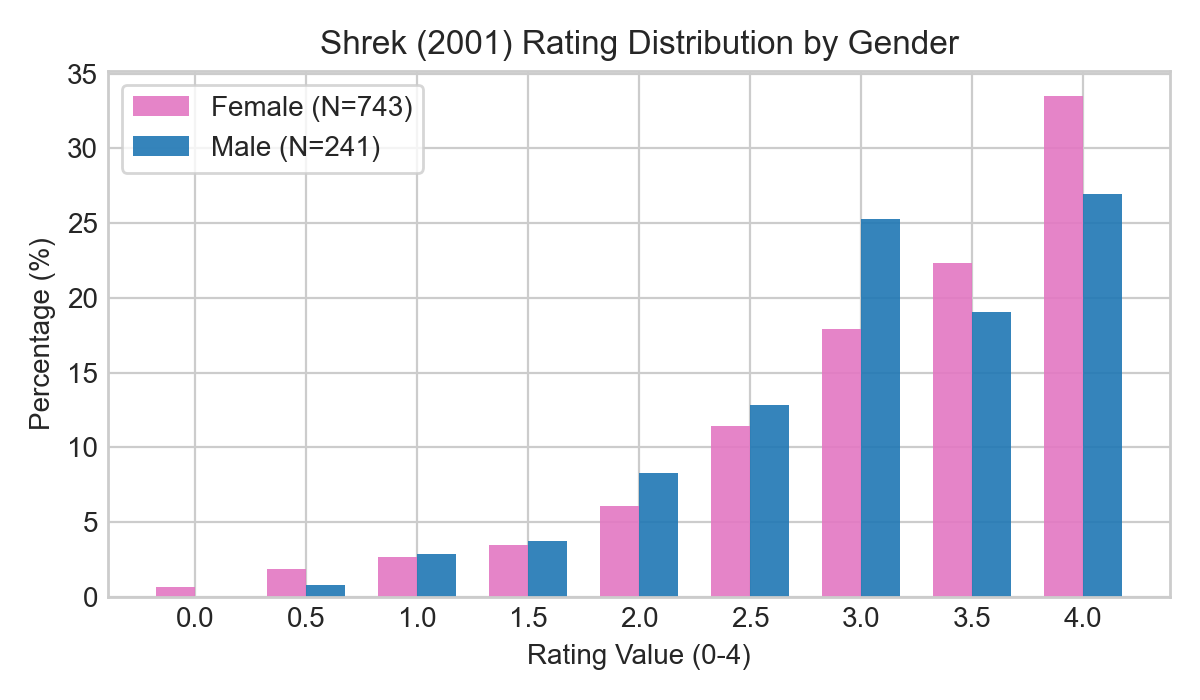 Shrek (2001) Rating Distribution by Gender
Female (N=743)
Male (N=241)
Percentage (%)
35
30
25
20
15
10
5
0
0.0 0.5 1.0 1.5 2.0 2.5 3.0 3.5 4.0
Rating Value (0-4)